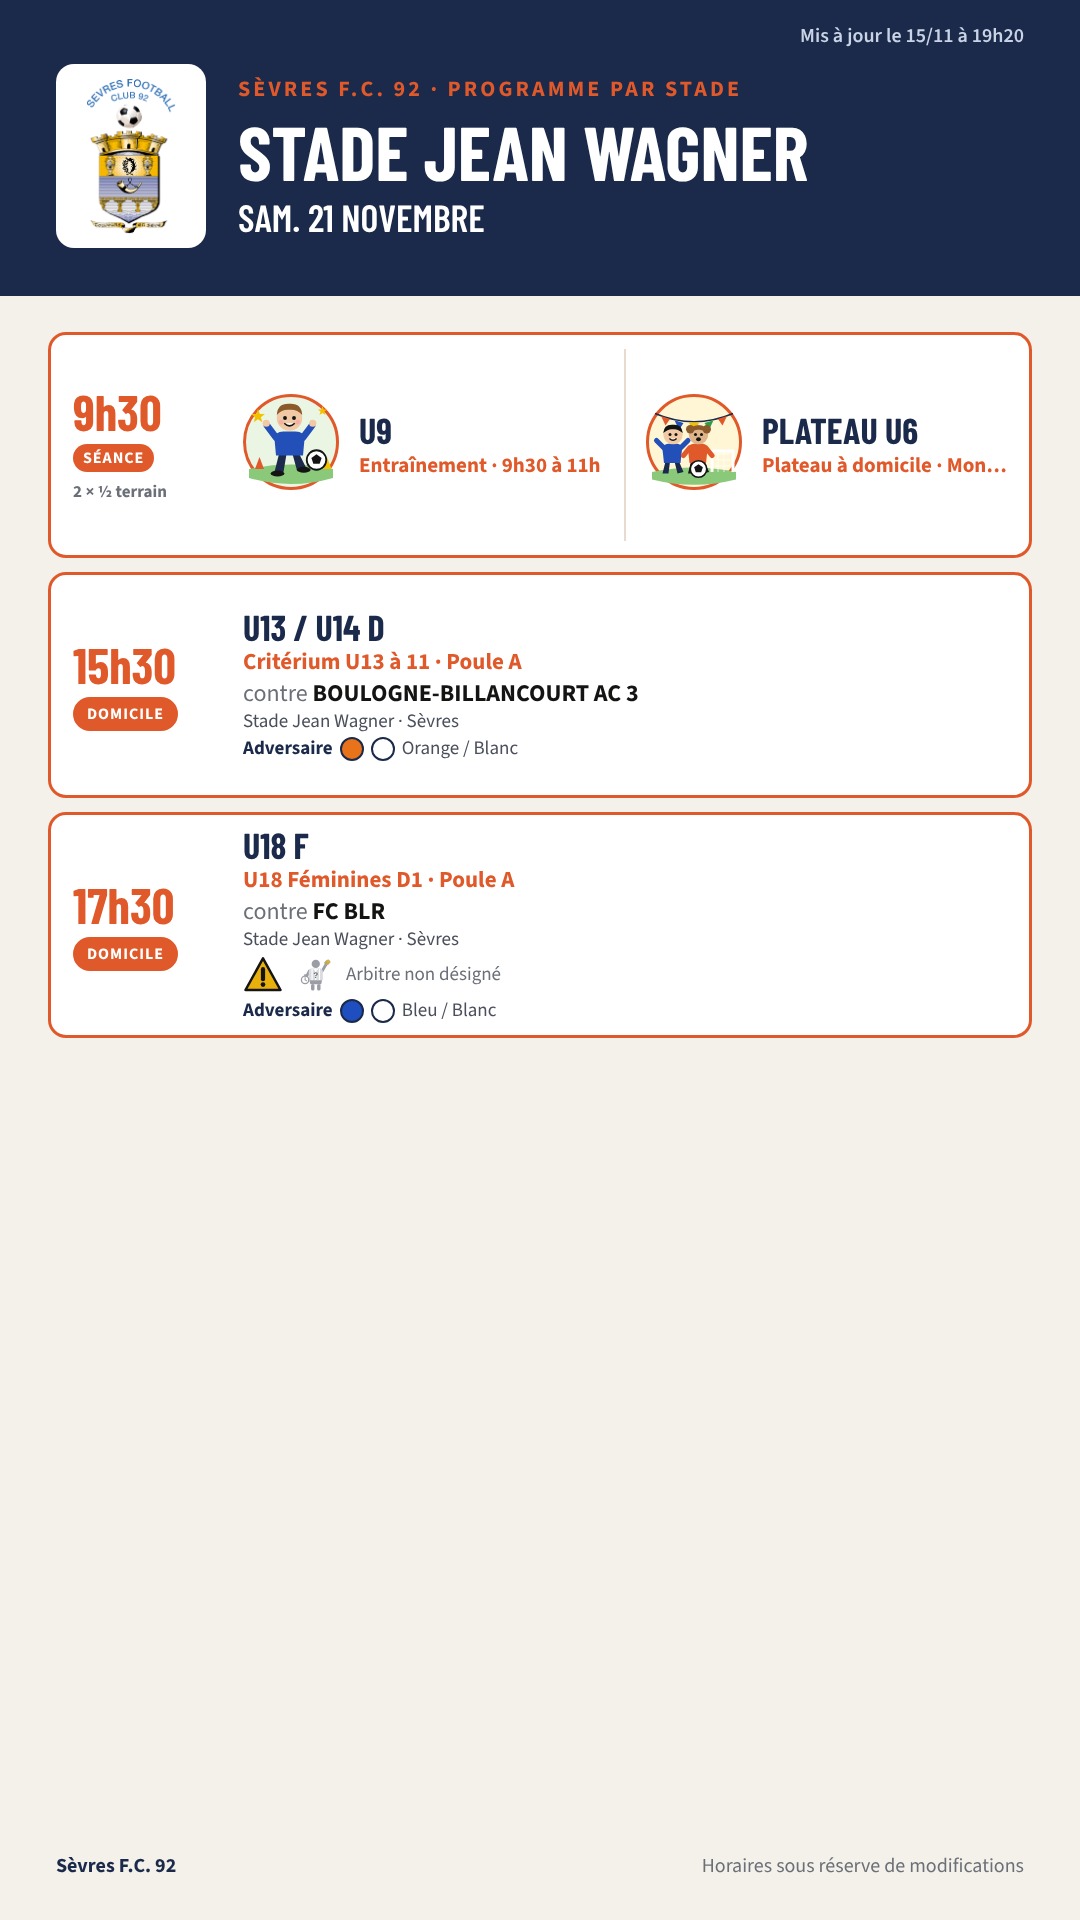 Mis à jour le 15/11 à 19h20
SEVRES FOOTBALL
CLUB 92
SÈVRES F.C. 92 · PROGRAMME PAR STADE
STADE JEAN WAGNER
SAM. 21 NOVEMBRE
9h30
SÉANCE
2 × ½ terrain
U9
Entraînement · 9h30 à 11h
PLATEAU U6
Plateau à domicile · Mon…
15h30
DOMICILE
U13 / U14 D
Critérium U13 à 11 · Poule A
contre BOULOGNE-BILLANCOURT AC 3
Stade Jean Wagner · Sèvres
Adversaire Orange / Blanc
17h30
DOMICILE
U18 F
U18 Féminines D1 · Poule A
contre FC BLR
Stade Jean Wagner · Sèvres
? Arbitre non désigné
Adversaire Bleu / Blanc
Sèvres F.C. 92
Horaires sous réserve de modifications